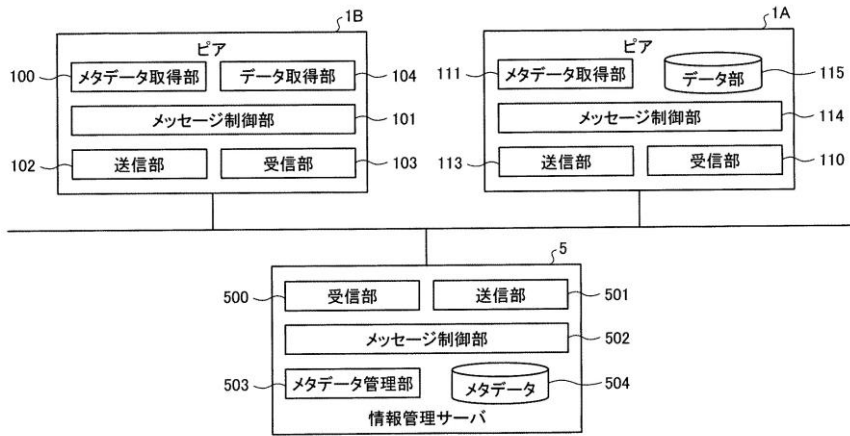 1B
ピア
100 メタデータ取得部 データ取得部 104
メッセージ制御部 101
102 送信部 受信部 103
1A
ピア
111 メタデータ取得部 データ部 115
メッセージ制御部 114
113 送信部 受信部 110
5
500 受信部 送信部 501
メッセージ制御部 502
503 メタデータ管理部 メタデータ 504
情報管理サーバ